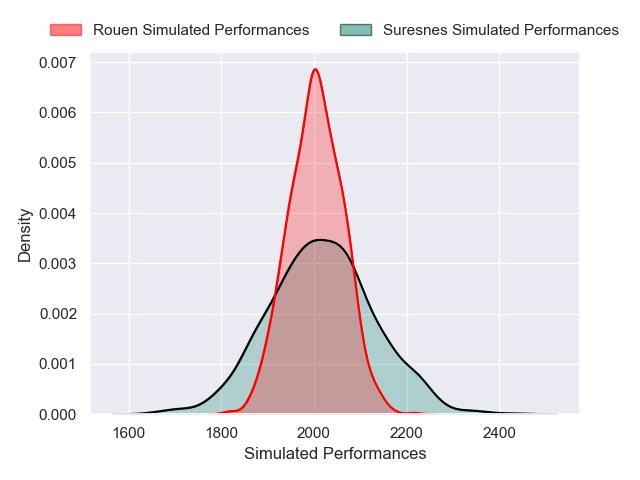 Rouen Simulated Performances Suresnes Simulated Performances
0.007
0.006
0.005
0.004
0.003
0.002
0.001
0.000
Density
1600 1800 2000 2200 2400
Simulated Performances